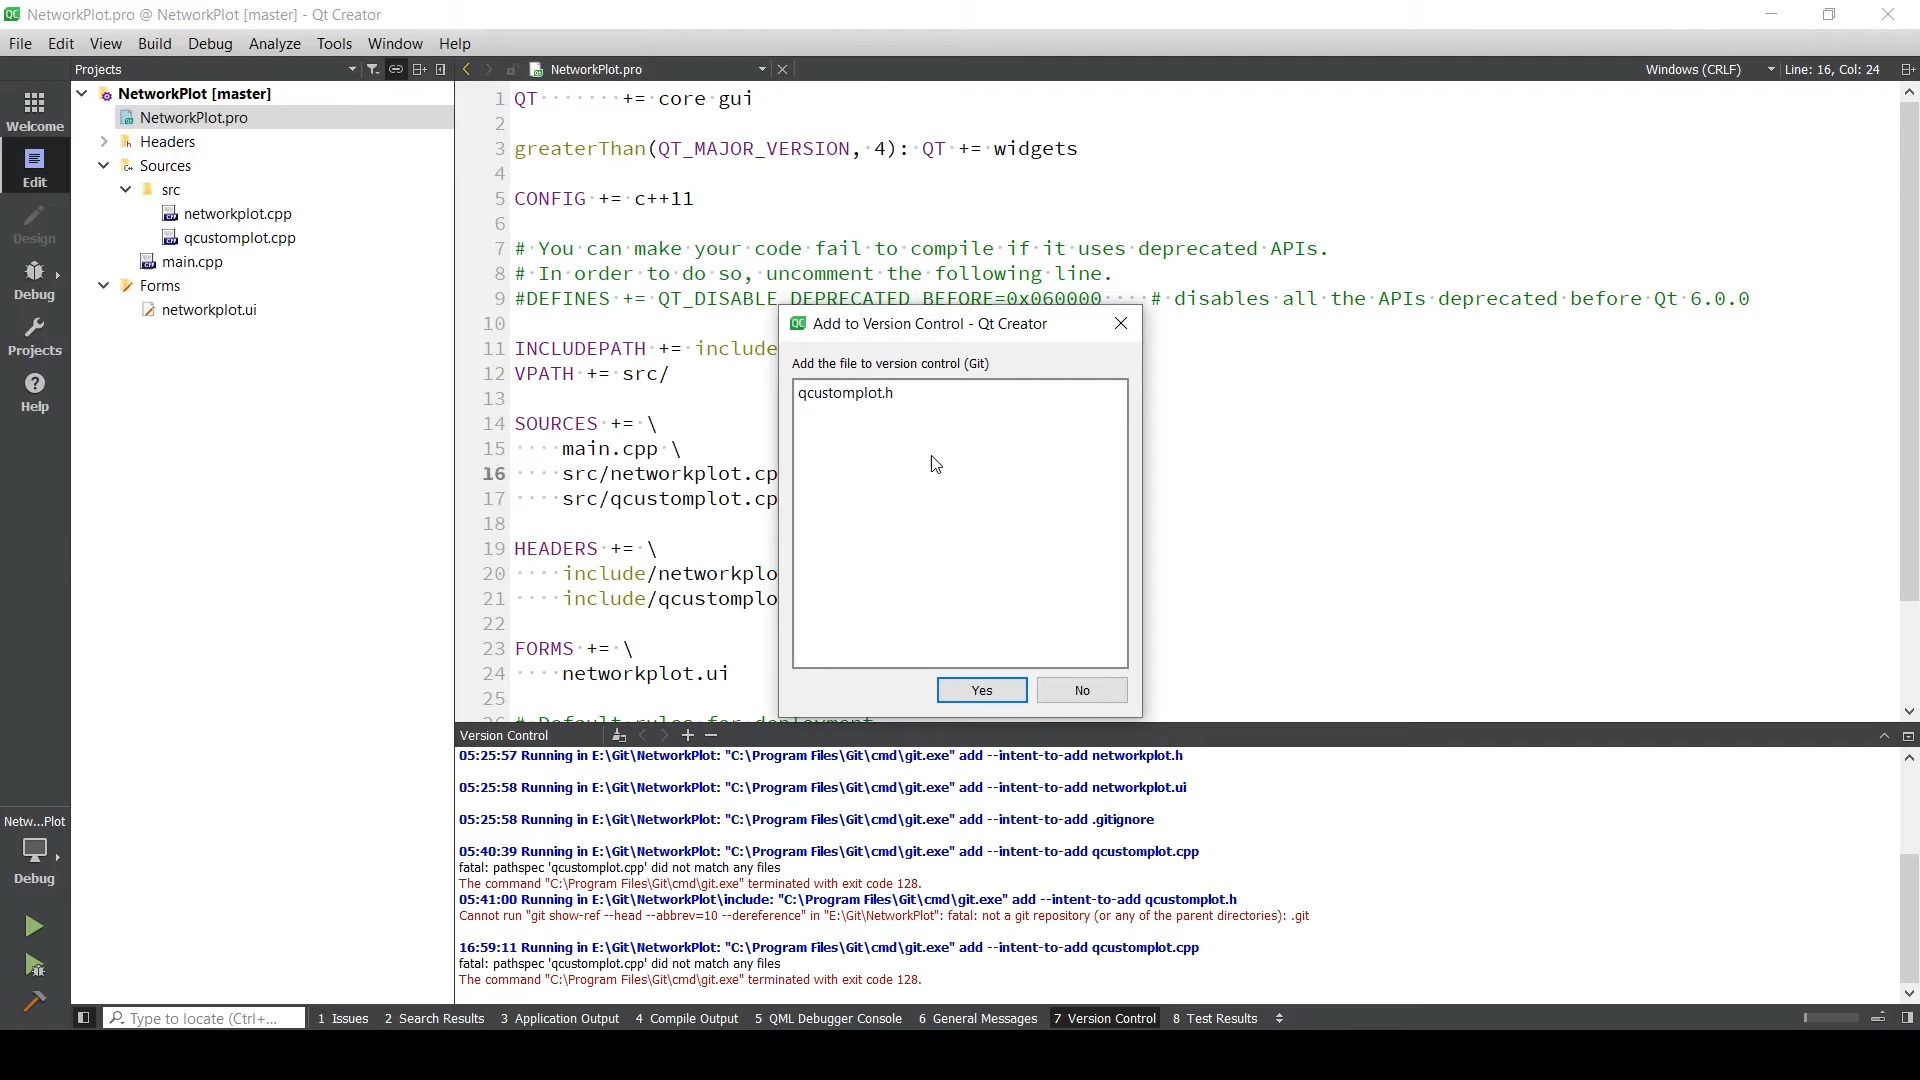 NetworkPlot.pro @ NetworkPlot [master] - Qt Creator
File Edit View Build Debug Analyze Tools Window Help
Projects
NetworkPlot.pro
Windows (CRLF)
Line: 16, Col: 24
Welcome
Edit
Design
Debug
Projects
Help
Netw...Plot
Debug
NetworkPlot [master]
NetworkPlot.pro
Headers
Sources
src
networkplot.cpp
qcustomplot.cpp
main.cpp
Forms
networkplot.ui
1 QT += core gui
2
3 greaterThan(QT_MAJOR_VERSION, 4): QT += widgets
4
5 CONFIG += c++11
6
7 # You can make your code fail to compile if it uses deprecated APIs.
8 # In order to do so, uncomment the following line.
9 #DEFINES += QT_DISABLE_DEPRECATED_BEFORE=0x060000 # disables all the APIs deprecated before Qt 6.0.0
10
11 INCLUDEPATH += include
12 VPATH += src/
13
14 SOURCES += \
15 main.cpp \
16 src/networkplot.cp
17 src/qcustomplot.cp
18
19 HEADERS += \
20 include/networkplo
21 include/qcustomplo
22
23 FORMS += \
24 networkplot.ui
25
26 # Default rules for deployment.
Add to Version Control - Qt Creator
Add the file to version control (Git)
qcustomplot.h
Yes No
Version Control
05:25:57 Running in E:\Git\NetworkPlot: "C:\Program Files\Git\cmd\git.exe" add --intent-to-add networkplot.h
05:25:58 Running in E:\Git\NetworkPlot: "C:\Program Files\Git\cmd\git.exe" add --intent-to-add networkplot.ui
05:25:58 Running in E:\Git\NetworkPlot: "C:\Program Files\Git\cmd\git.exe" add --intent-to-add .gitignore
05:40:39 Running in E:\Git\NetworkPlot: "C:\Program Files\Git\cmd\git.exe" add --intent-to-add qcustomplot.cpp
fatal: pathspec 'qcustomplot.cpp' did not match any files
The command "C:\Program Files\Git\cmd\git.exe" terminated with exit code 128.
05:41:00 Running in E:\Git\NetworkPlot\include: "C:\Program Files\Git\cmd\git.exe" add --intent-to-add qcustomplot.h
Cannot run "git show-ref --head --abbrev=10 --dereference" in "E:\Git\NetworkPlot": fatal: not a git repository (or any of the parent directories): .git
16:59:11 Running in E:\Git\NetworkPlot: "C:\Program Files\Git\cmd\git.exe" add --intent-to-add qcustomplot.cpp
fatal: pathspec 'qcustomplot.cpp' did not match any files
The command "C:\Program Files\Git\cmd\git.exe" terminated with exit code 128.
Type to locate (Ctrl+...
1 Issues 2 Search Results 3 Application Output 4 Compile Output 5 QML Debugger Console 6 General Messages 7 Version Control 8 Test Results